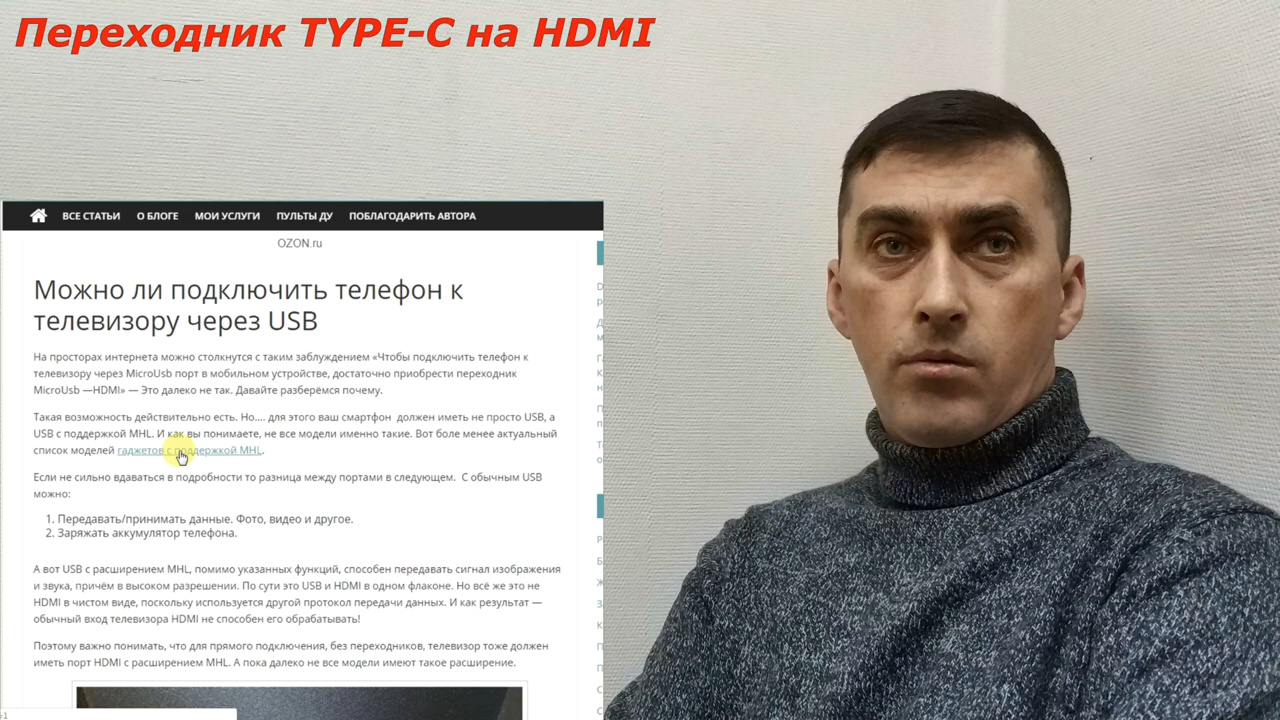 Переходник TYPE-C на HDMI
ВСЕ СТАТЬИ О БЛОГЕ МОИ УСЛУГИ ПУЛЬТЫ ДУ ПОБЛАГОДАРИТЬ АВТОРА
OZON.ru
Можно ли подключить телефон к
телевизору через USB
На просторах интернета можно столкнутся с таким заблуждением «Чтобы подключить телефон к
телевизору через MicroUsb порт в мобильном устройстве, достаточно приобрести переходник
MicroUsb —HDMI» — Это далеко не так. Давайте разберёмся почему.
Такая возможность действительно есть. Но.... для этого ваш смартфон должен иметь не просто USB, а
USB с поддержкой MHL. И как вы понимаете, не все модели именно такие. Вот боле менее актуальный
список моделей гаджетов с поддержкой MHL.
Если не сильно вдаваться в подробности то разница между портами в следующем. С обычным USB
можно:
1. Передавать/принимать данные. Фото, видео и другое.
2. Заряжать аккумулятор телефона.
А вот USB с расширением MHL, помимо указанных функций, способен передавать сигнал изображения
и звука, причём в высоком разрешении. По сути это USB и HDMI в одном флаконе. Но всё же это не
HDMI в чистом виде, поскольку используется другой протокол передачи данных. И как результат —
обычный вход телевизора HDMI не способен его обрабатывать!
Поэтому важно понимать, что для прямого подключения, без переходников, телевизор тоже должен
иметь порт HDMI с расширением MHL. А пока далеко не все модели имеют такое расширение.